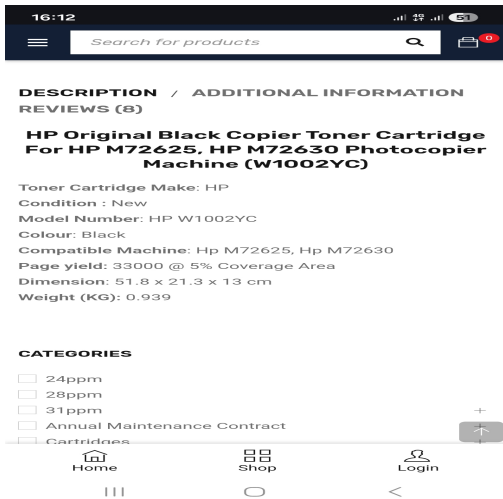 16:12
4G
51
Search for products
0
DESCRIPTION / ADDITIONAL INFORMATION
REVIEWS (8)
HP Original Black Copier Toner Cartridge
For HP M72625, HP M72630 Photocopier
Machine (W1002YC)
Toner Cartridge Make: HP
Condition : New
Model Number: HP W1002YC
Colour: Black
Compatible Machine: Hp M72625, Hp M72630
Page yield: 33000 @ 5% Coverage Area
Dimension: 51.8 x 21.3 x 13 cm
Weight (KG): 0.939
CATEGORIES
24ppm
28ppm
31ppm
Annual Maintenance Contract
Cartridges
Home Shop Login